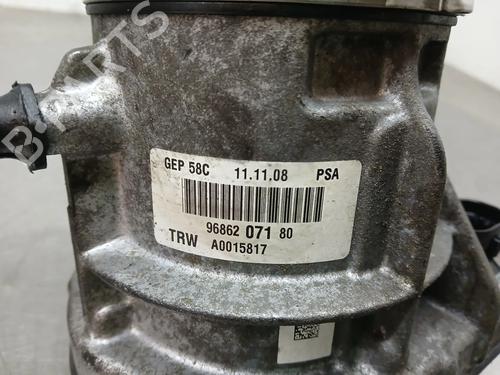 B-PARTS
GEP 58C 11.11.08 PSA
96862 071 80
TRW A0015817